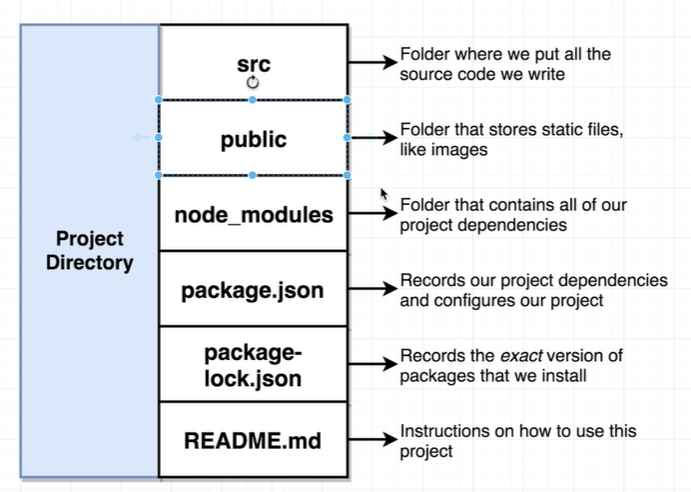 src
Folder where we put all the
source code we write
public
Folder that stores static files,
like images
node_modules
Folder that contains all of our
project dependencies
Project
Directory
package.json
Records our project dependencies
and configures our project
package-
lock.json
Records the exact version of
packages that we install
README.md
Instructions on how to use this
project